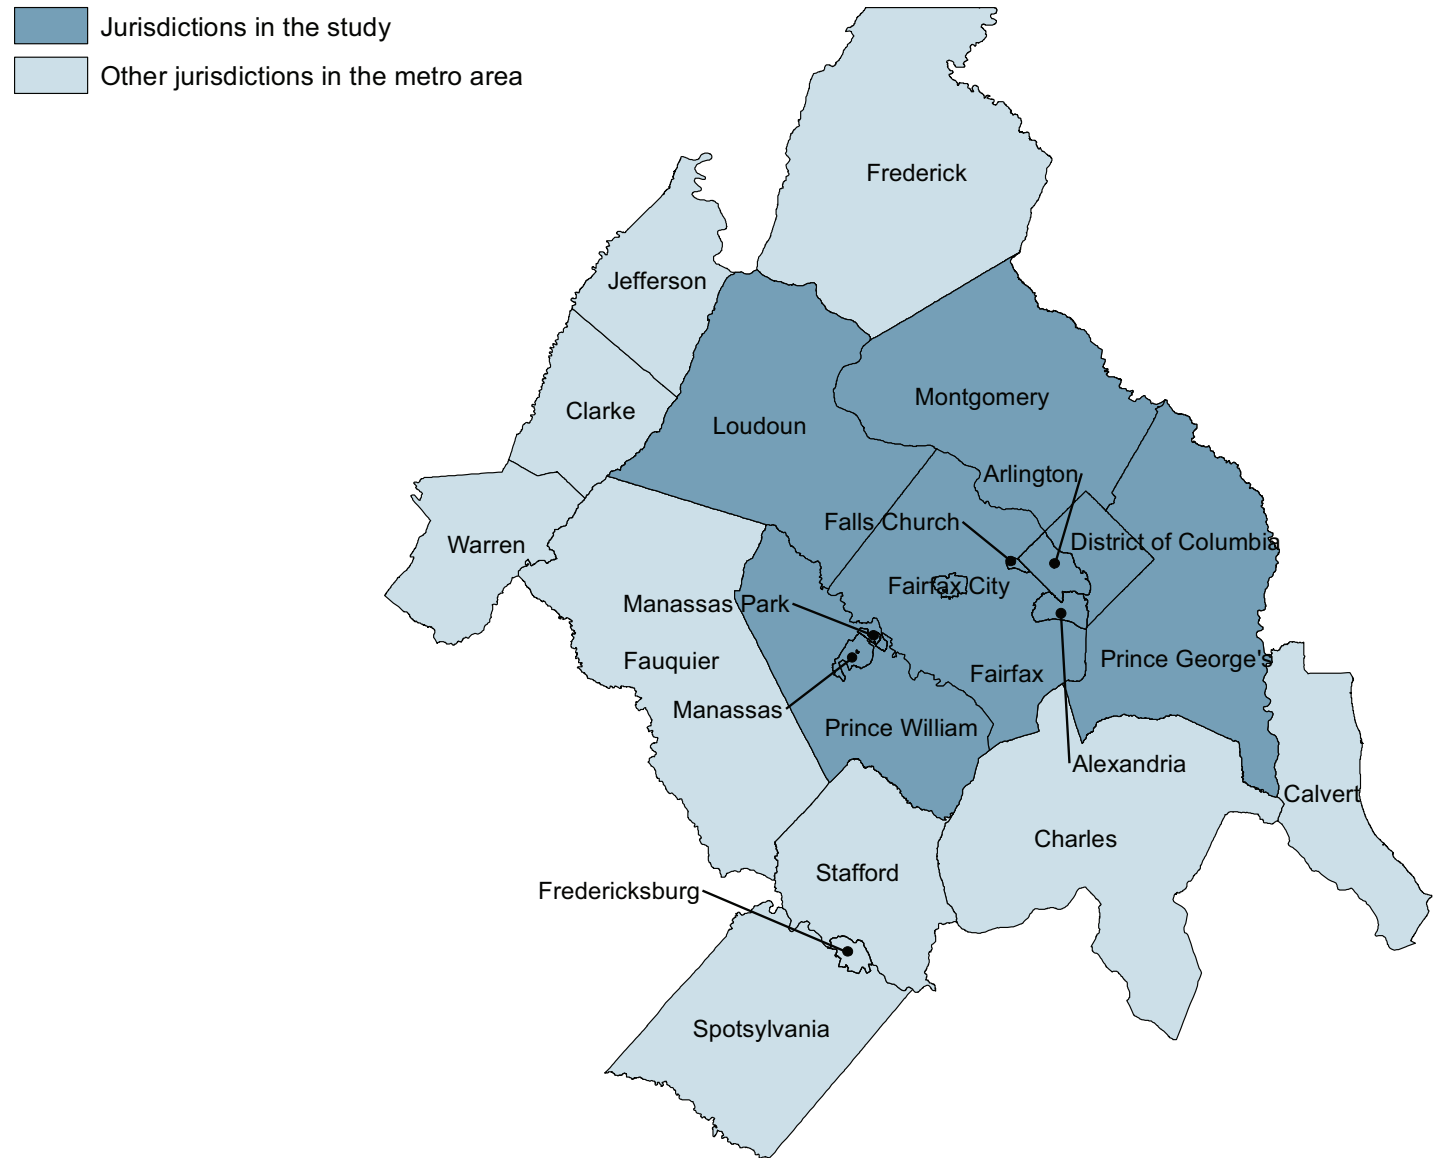 Jurisdictions in the study
Other jurisdictions in the metro area
Frederick
Jefferson
Montgomery
Clarke
Loudoun
Arlington
Falls Church
District of Columbia
Warren
Fairfax City
Manassas Park
Fauquier
Prince George's
Fairfax
Manassas
Prince William
Alexandria
Calvert
Charles
Stafford
Fredericksburg
Spotsylvania